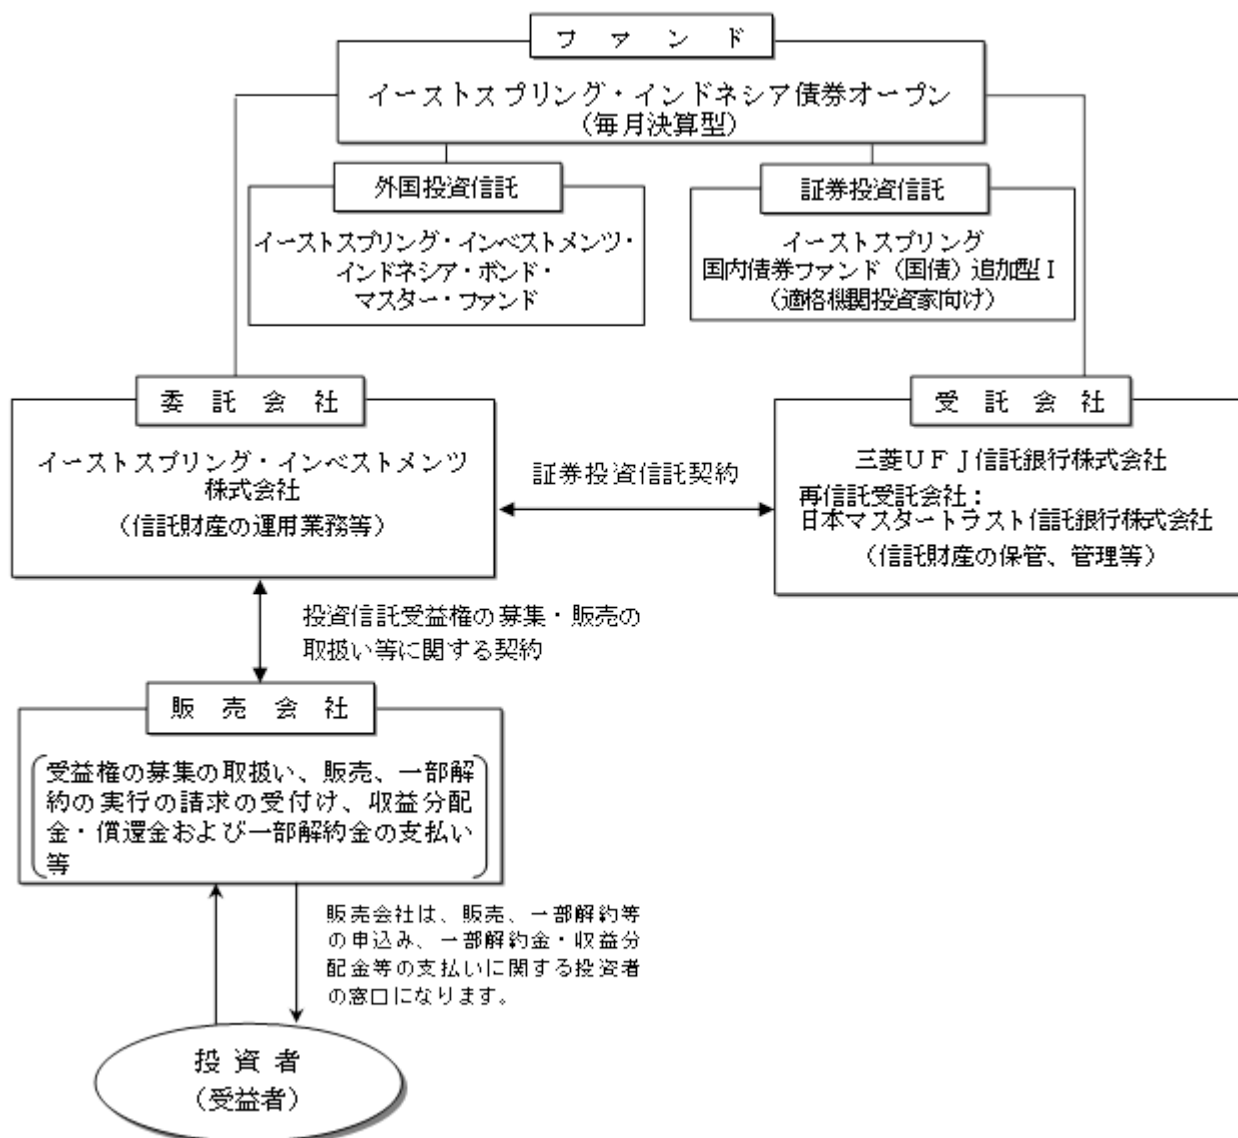 ファンド
イーストスプリング・インドネシア債券オープン
（毎月決算型）
外国投資信託
イーストスプリング・インベストメンツ・
インドネシア・ボンド・
マスター・ファンド
証券投資信託
イーストスプリング
国内債券ファンド（国債）追加型Ｉ
（適格機関投資家向け）
委託会社
イーストスプリング・インベストメンツ
株式会社
（信託財産の運用業務等）
証券投資信託契約
受託会社
三菱ＵＦＪ信託銀行株式会社
再信託受託会社：
日本マスタートラスト信託銀行株式会社
（信託財産の保管、管理等）
投資信託受益権の募集・販売の
取扱い等に関する契約
販売会社
受益権の募集の取扱い、販売、一部解
約の実行の請求の受付け、収益分配
金・償還金および一部解約金の支払い
等
販売会社は、販売、一部解約等
の申込み、一部解約金・収益分
配金等の支払いに関する投資者
の窓口になります。
投資者
（受益者）